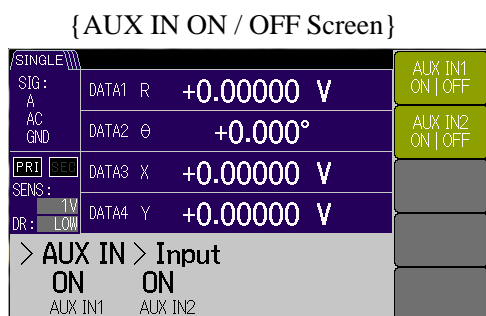 {AUX IN ON / OFF Screen}
SINGLE
SIG:
A
AC
GND
PRI SEC
SENS:
1V
DR: LOW
DATA1 R +0.00000 V
DATA2 θ +0.000°
DATA3 X +0.00000 V
DATA4 Y +0.00000 V
> AUX IN > Input
ON ON
AUX IN1 AUX IN2
AUX IN1
ON | OFF
AUX IN2
ON | OFF